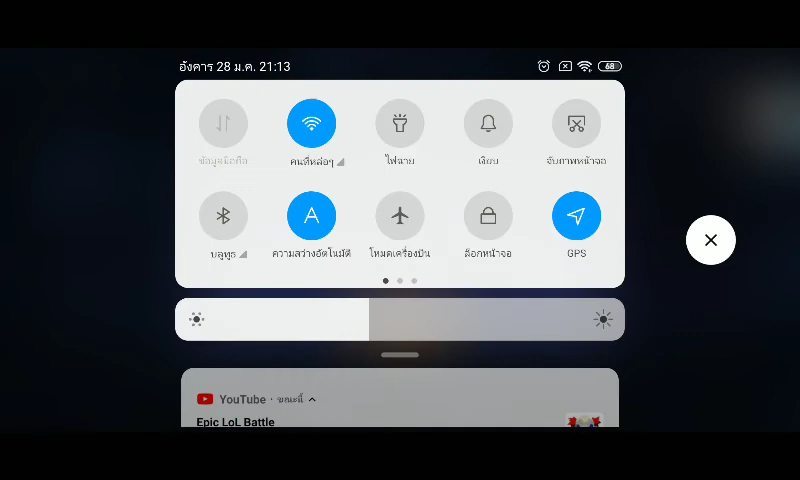 อังคาร 28 ม.ค. 21:13
68
ข้อมูลมือถือ
คนที่หล่อๆ
ไฟฉาย
เงียบ
จับภาพหน้าจอ
บลูทูธ
ความสว่างอัตโนมัติ
โหมดเครื่องบิน
ล็อกหน้าจอ
GPS
YouTube · ขณะนี้
Epic LoL Battle